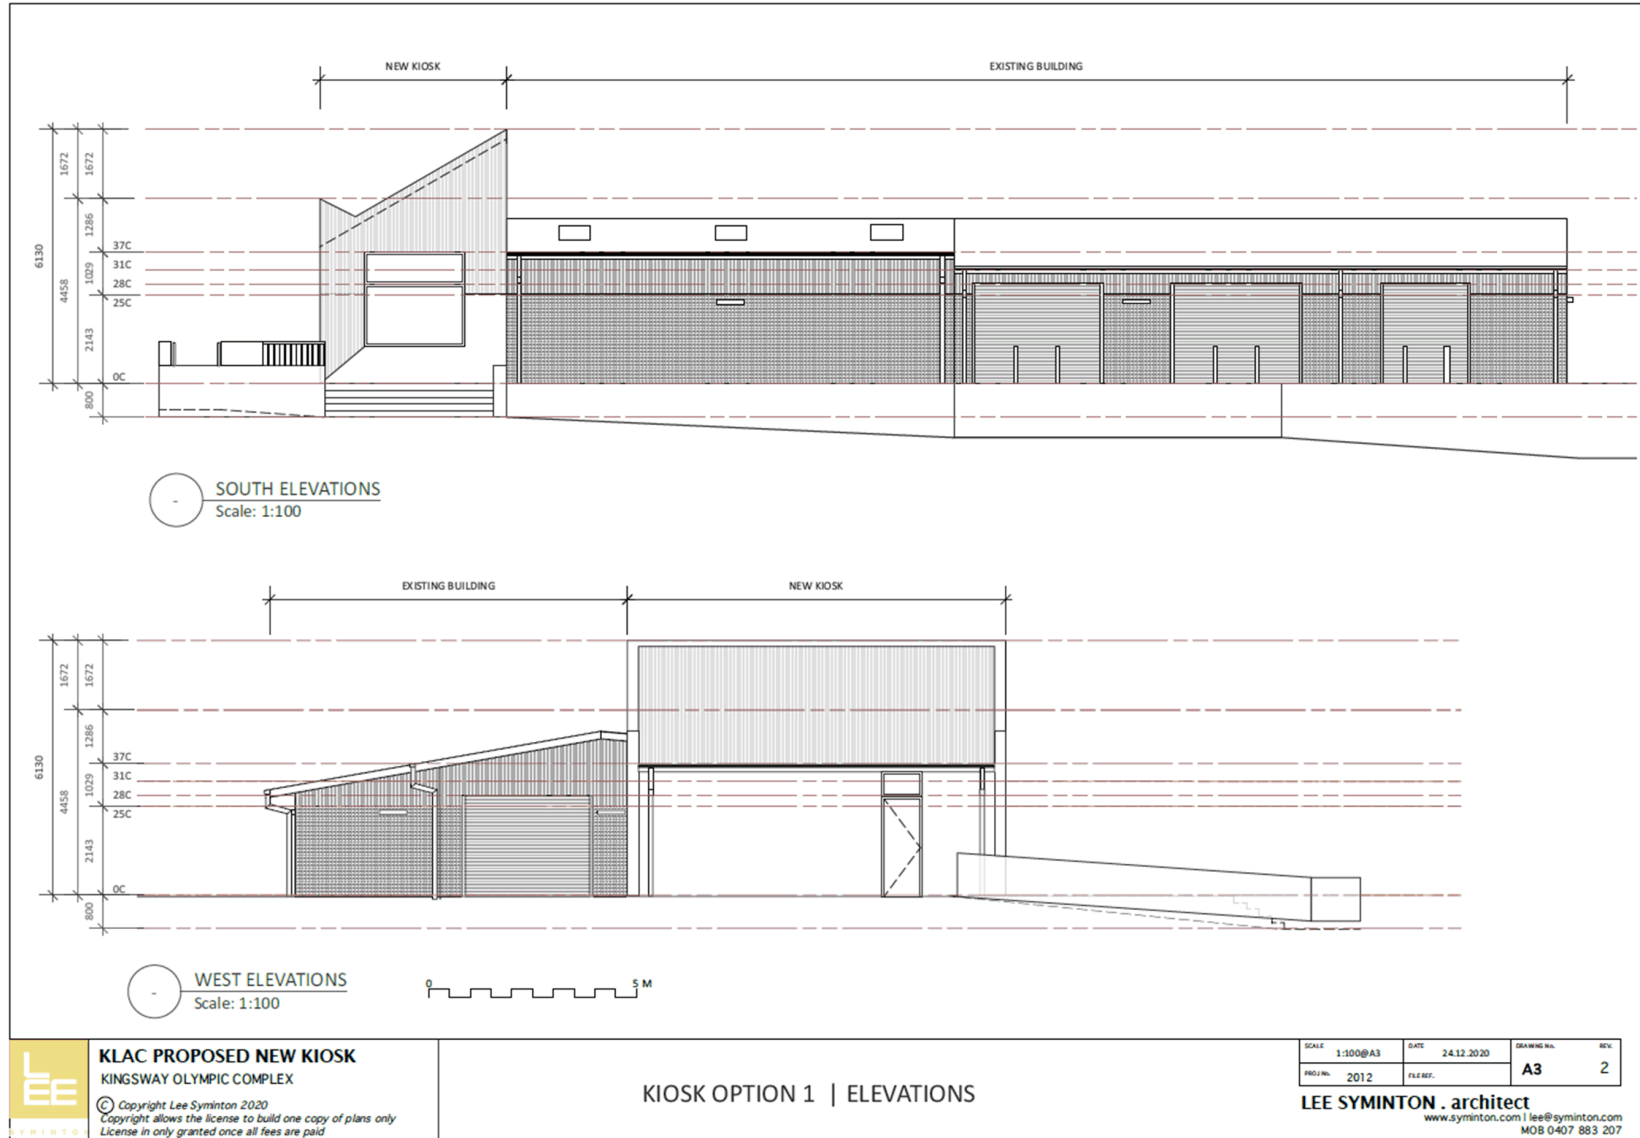 NEW KIOSK
EXISTING BUILDING
1672
1672
1286
6130
37C
31C
1029
28C
4458
25C
2143
0C
800
-
SOUTH ELEVATIONS
Scale: 1:100
EXISTING BUILDING
NEW KIOSK
1672
1672
1286
6130
37C
31C
1029
28C
4458
25C
2143
0C
800
-
WEST ELEVATIONS
Scale: 1:100
0 5 M
LEE
SYMINTON
KLAC PROPOSED NEW KIOSK
KINGSWAY OLYMPIC COMPLEX
© Copyright Lee Syminton 2020
Copyright allows the license to build one copy of plans only
License in only granted once all fees are paid
KIOSK OPTION 1 | ELEVATIONS
SCALE 1:100@A3 DATE 24.12.2020 DRAWING No. A3 REV. 2
PROJ No. 2012 FILE REF.
LEE SYMINTON . architect
www.syminton.com | lee@syminton.com
MOB 0407 883 207